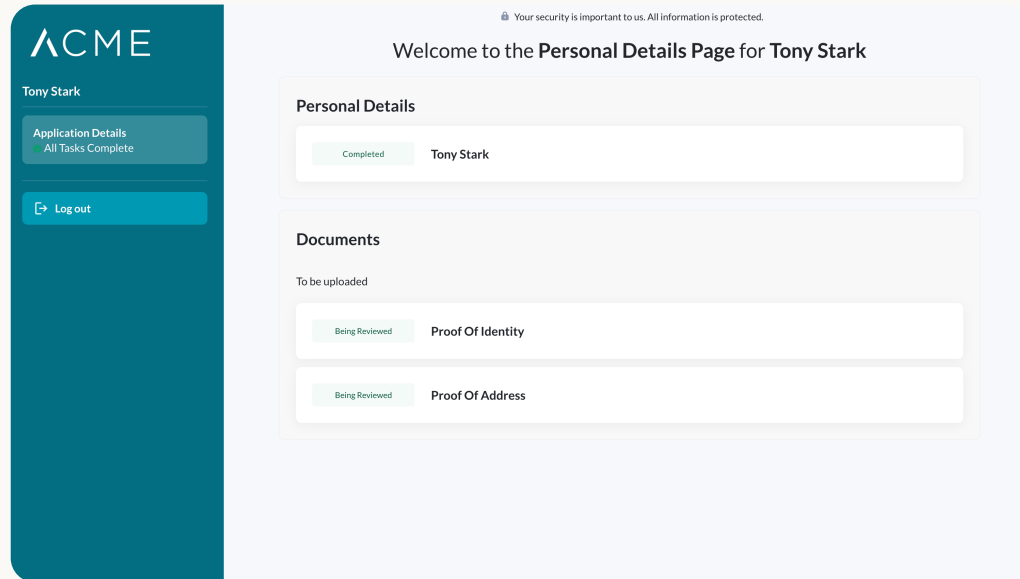 ACME
Tony Stark
Application Details
All Tasks Complete
Log out
Your security is important to us. All information is protected.
Welcome to the Personal Details Page for Tony Stark
Personal Details
Completed
Tony Stark
Documents
To be uploaded
Being Reviewed
Proof Of Identity
Being Reviewed
Proof Of Address